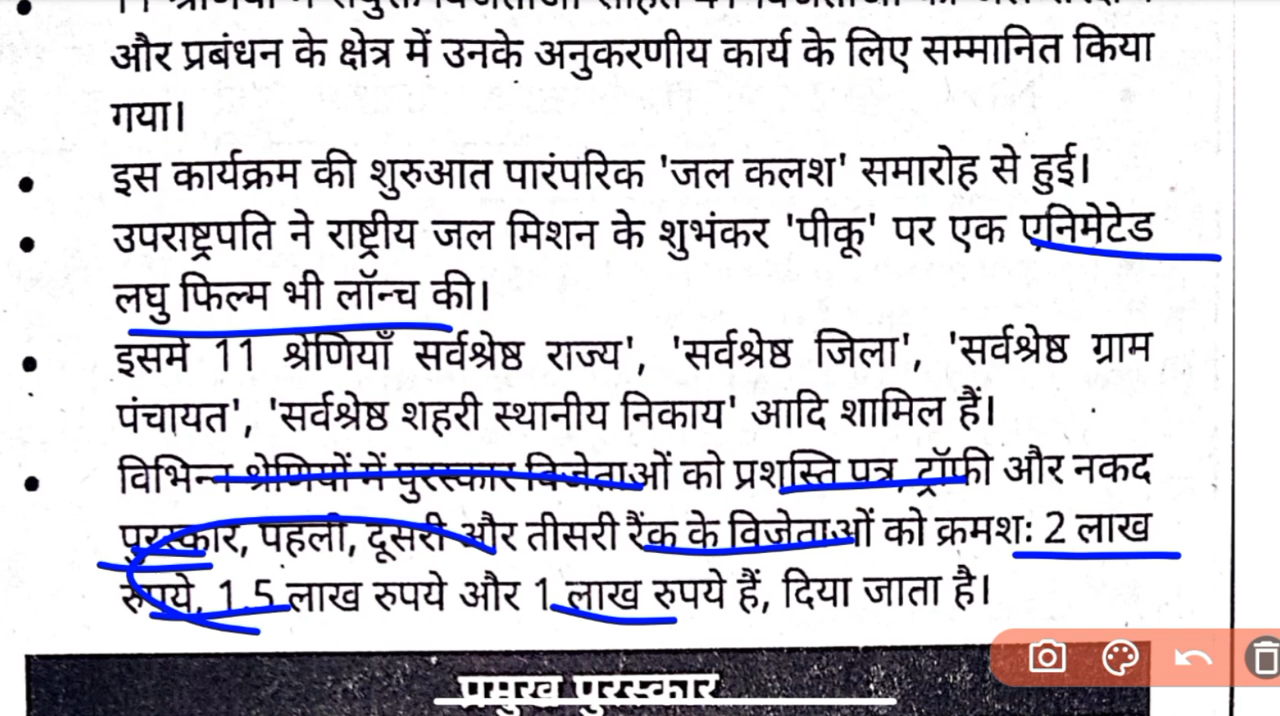 और प्रबंधन के क्षेत्र में उनके अनुकरणीय कार्य के लिए सम्मानित किया
गया।
• इस कार्यक्रम की शुरुआत पारंपरिक 'जल कलश' समारोह से हुई।
• उपराष्ट्रपति ने राष्ट्रीय जल मिशन के शुभंकर 'पीकू' पर एक एनिमेटेड
लघु फिल्म भी लॉन्च की।
• इसमें 11 श्रेणियाँ सर्वश्रेष्ठ राज्य', 'सर्वश्रेष्ठ जिला', 'सर्वश्रेष्ठ ग्राम
पंचायत', 'सर्वश्रेष्ठ शहरी स्थानीय निकाय' आदि शामिल हैं।
• विभिन्न श्रेणियों में पुरस्कार विजेताओं को प्रशस्ति पत्र, ट्रॉफी और नकद
पुरस्कार, पहली, दूसरी और तीसरी रैंक के विजेताओं को क्रमशः 2 लाख
रुपये, 1.5 लाख रुपये और 1 लाख रुपये हैं, दिया जाता है।
प्रमुख पुरस्कार